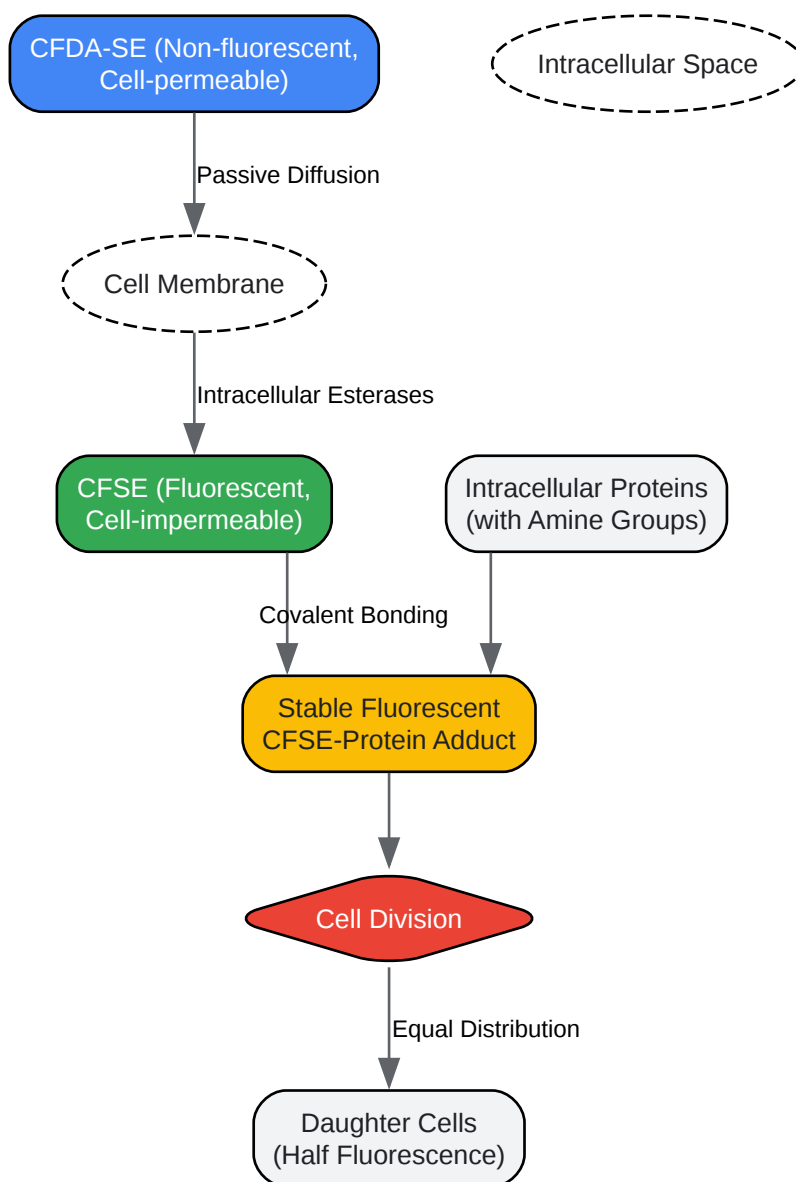 CFDA-SE (Non-fluorescent,
Cell-permeable)
Intracellular Space
Passive Diffusion
Cell Membrane
Intracellular Esterases
CFSE (Fluorescent,
Cell-impermeable)
Intracellular Proteins
(with Amine Groups)
Covalent Bonding
Stable Fluorescent
CFSE-Protein Adduct
Cell Division
Equal Distribution
Daughter Cells
(Half Fluorescence)